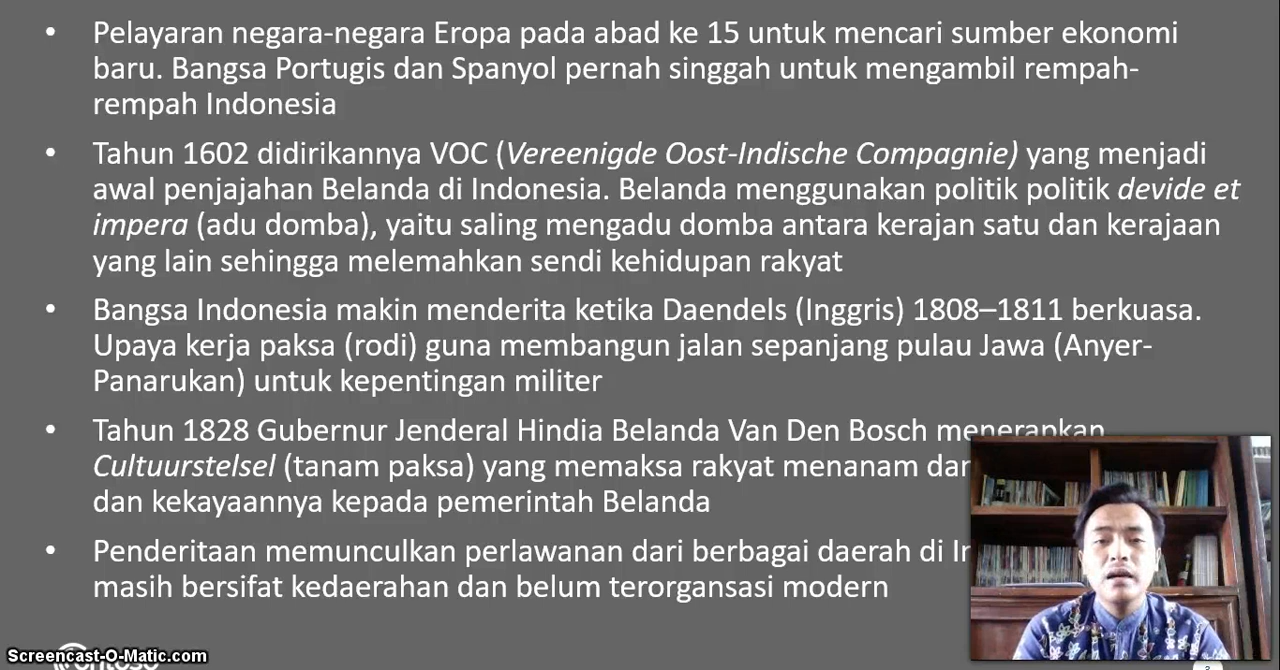 • Pelayaran negara-negara Eropa pada abad ke 15 untuk mencari sumber ekonomi
baru. Bangsa Portugis dan Spanyol pernah singgah untuk mengambil rempah-
rempah Indonesia
• Tahun 1602 didirikannya VOC (Vereenigde Oost-Indische Compagnie) yang menjadi
awal penjajahan Belanda di Indonesia. Belanda menggunakan politik politik devide et
impera (adu domba), yaitu saling mengadu domba antara kerajan satu dan kerajaan
yang lain sehingga melemahkan sendi kehidupan rakyat
• Bangsa Indonesia makin menderita ketika Daendels (Inggris) 1808–1811 berkuasa.
Upaya kerja paksa (rodi) guna membangun jalan sepanjang pulau Jawa (Anyer-
Panarukan) untuk kepentingan militer
• Tahun 1828 Gubernur Jenderal Hindia Belanda Van Den Bosch menerapkan
Cultuurstelsel (tanam paksa) yang memaksa rakyat menanam
dan kekayaannya kepada pemerintah Belanda
• Penderitaan memunculkan perlawanan dari berbagai daerah di
masih bersifat kedaerahan dan belum terorgansasi modern
Screencast-O-Matic.com